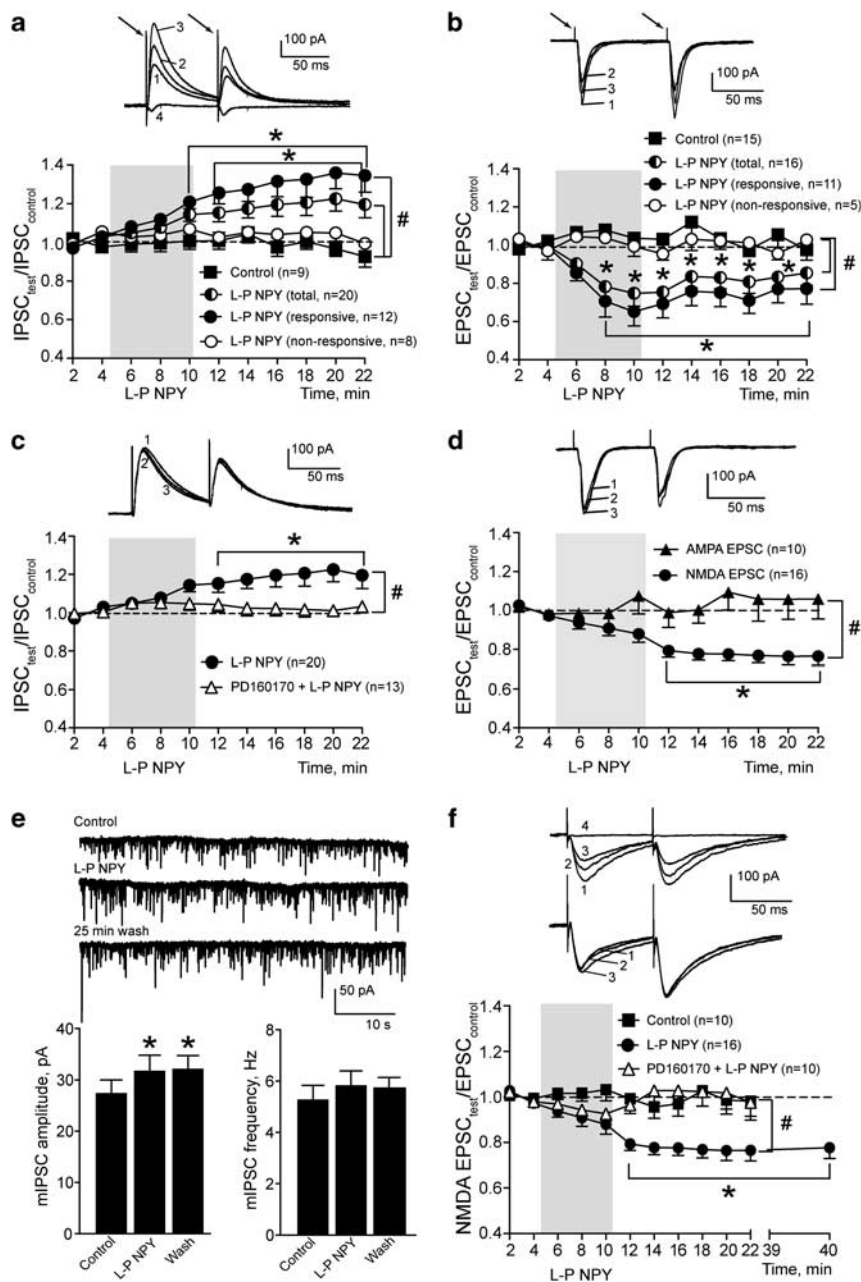 a
3
2
1
4
100 pA
50 ms
*
*
#
IPSCtest/IPSCcontrol
1.4
1.2
1.0
0.8
0.6
0.4
Control (n=9)
L-P NPY (total, n=20)
L-P NPY (responsive, n=12)
L-P NPY (non-responsive, n=8)
2 4 6 8 10 12 14 16 18 20 22
L-P NPY Time, min
b
2
3
1
100 pA
50 ms
Control (n=15)
L-P NPY (total, n=16)
L-P NPY (responsive, n=11)
L-P NPY (non-responsive, n=5)
EPSCtest/EPSCcontrol
1.4
1.2
1.0
0.8
0.6
0.4
* * * * * * * *
#
*
2 4 6 8 10 12 14 16 18 20 22
L-P NPY Time, min
c
1
2
3
100 pA
50 ms
*
#
IPSCtest/IPSCcontrol
1.4
1.2
1.0
0.8
0.6
0.4
L-P NPY (n=20)
PD160170 + L-P NPY (n=13)
2 4 6 8 10 12 14 16 18 20 22
L-P NPY Time, min
d
1
2
3
100 pA
50 ms
AMPA EPSC (n=10)
NMDA EPSC (n=16)
EPSCtest/EPSCcontrol
1.4
1.2
1.0
0.8
0.6
0.4
#
*
2 4 6 8 10 12 14 16 18 20 22
L-P NPY Time, min
e
Control
L-P NPY
25 min wash
50 pA
10 s
mIPSC amplitude, pA
40
30
20
10
0
* *
Control L-P NPY Wash
mIPSC frequency, Hz
8
6
4
2
0
Control L-P NPY Wash
f
4
3
2
1
100 pA
50 ms
1
2
3
Control (n=10)
L-P NPY (n=16)
PD160170 + L-P NPY (n=10)
NMDA EPSCtest/EPSCcontrol
1.4
1.2
1.0
0.8
0.6
0.4
#
*
2 4 6 8 10 12 14 16 18 20 22 39 40
L-P NPY Time, min